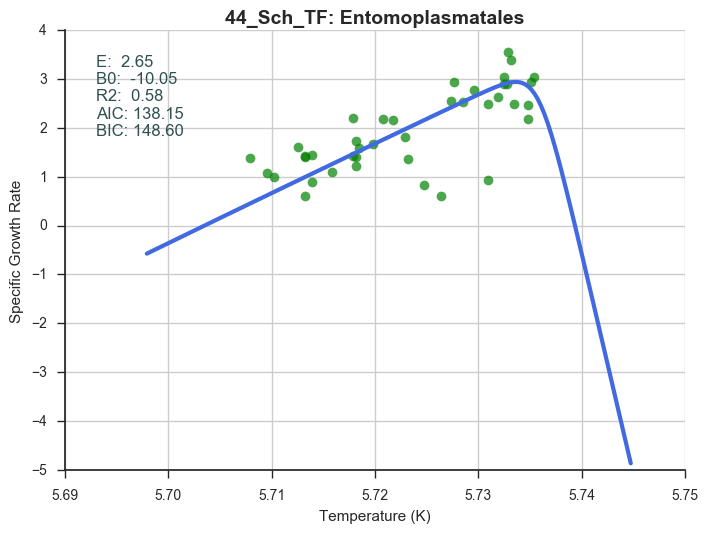 44_Sch_TF: Entomoplasmatales
E:  2.65
B0:  -10.05
R2:  0.58
AIC: 138.15
BIC: 148.60
4
3
2
1
0
−1
−2
−3
−4
−5
Specific Growth Rate
5.69 5.70 5.71 5.72 5.73 5.74 5.75
Temperature (K)